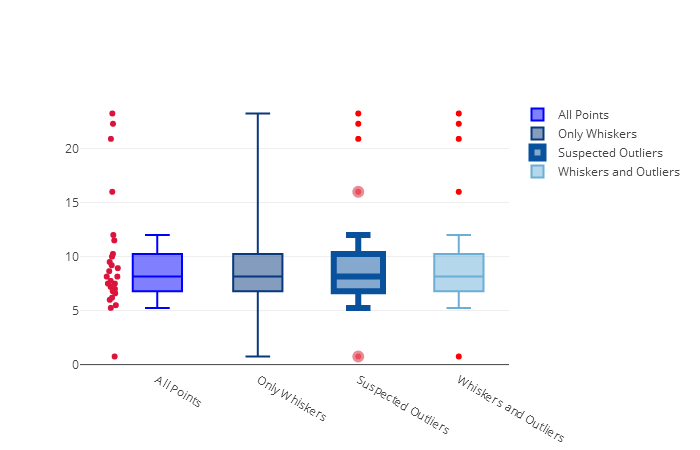 All Points
Only Whiskers
Suspected Outliers
Whiskers and Outliers
20
15
10
5
0
All Points
Only Whiskers
Suspected Outliers
Whiskers and Outliers